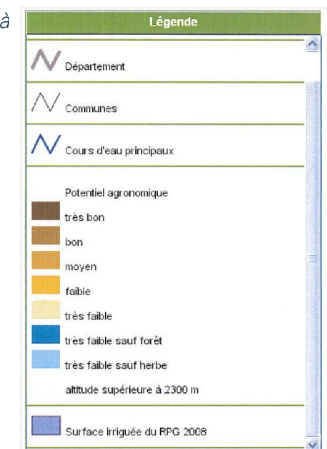 à
Légende
Département
Communes
Cours d'eau principaux
Potentiel agronomique
très bon
bon
moyen
faible
très faible
très faible sauf forêt
très faible sauf herbe
altitude supérieure à 2300 m
Surface irriguée du RPG 2008